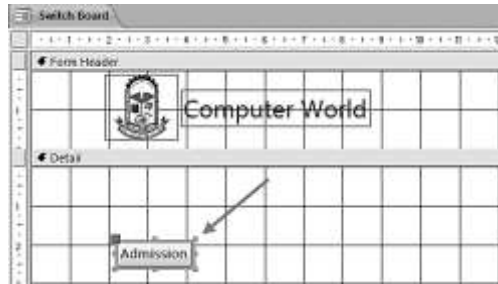 Switch Board
Form Header
Computer World
Detail
Admission